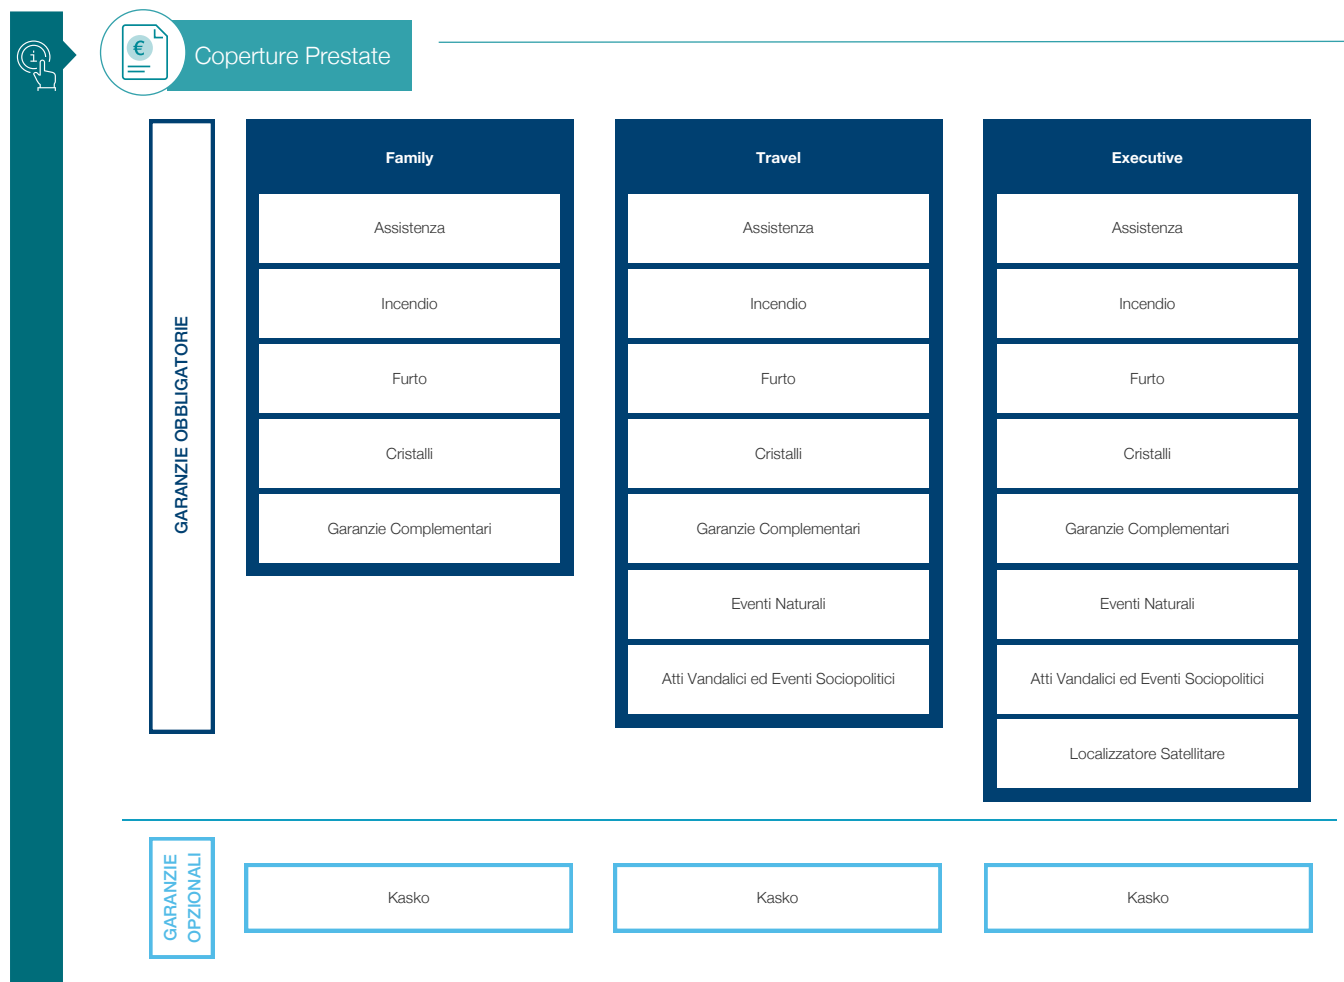 Coperture Prestate
GARANZIE OBBLIGATORIE
Family
Assistenza
Incendio
Furto
Cristalli
Garanzie Complementari
Travel
Assistenza
Incendio
Furto
Cristalli
Garanzie Complementari
Eventi Naturali
Atti Vandalici ed Eventi Sociopolitici
Executive
Assistenza
Incendio
Furto
Cristalli
Garanzie Complementari
Eventi Naturali
Atti Vandalici ed Eventi Sociopolitici
Localizzatore Satellitare
GARANZIE
OPZIONALI
Kasko
Kasko
Kasko